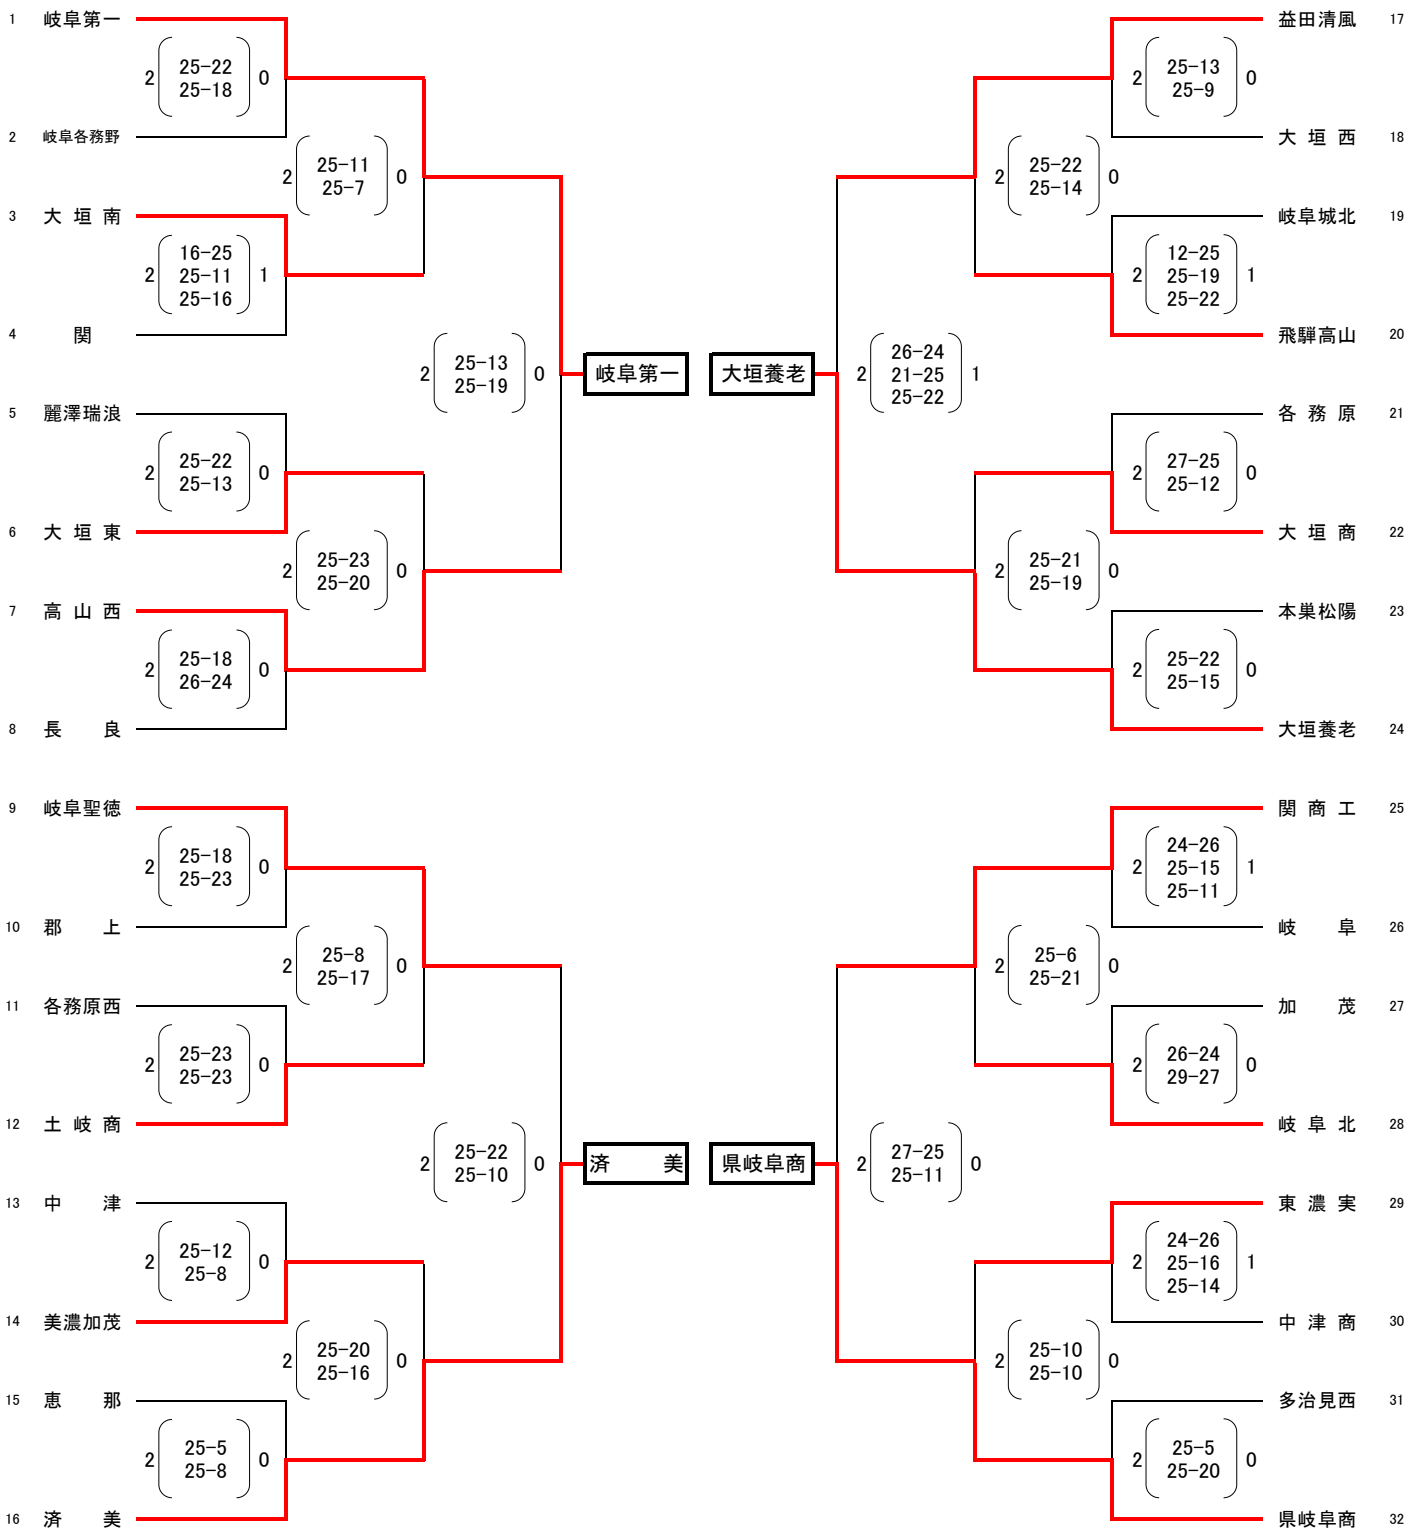 1 岐阜第一
2 25-22 0
25-18
2 岐阜各務野
2 25-11 0
25-7
3 大垣南
16-25
2 25-11 1
25-16
4 関
2 25-13 0
25-19
岐阜第一
5 麗澤瑞浪
2 25-22 0
25-13
6 大垣東
2 25-23 0
25-20
7 高山西
2 25-18 0
26-24
8 長良
9 岐阜聖徳
2 25-18 0
25-23
10 郡上
2 25-8 0
25-17
11 各務原西
2 25-23 0
25-23
12 土岐商
2 25-22 0
25-10
済美
13 中津
2 25-12 0
25-8
14 美濃加茂
2 25-20 0
25-16
15 恵那
2 25-5 0
25-8
16 済美
益田清風 17
2 25-13 0
25-9
大垣西 18
2 25-22 0
25-14
岐阜城北 19
12-25
2 25-19 1
25-22
飛騨高山 20
大垣養老
26-24
2 21-25 1
25-22
各務原 21
2 27-25 0
25-12
大垣商 22
2 25-21 0
25-19
本巣松陽 23
2 25-22 0
25-15
大垣養老 24
関商工 25
24-26
2 25-15 1
25-11
岐阜 26
2 25-6 0
25-21
加茂 27
2 26-24 0
29-27
岐阜北 28
県岐阜商
2 27-25 0
25-11
東濃実 29
24-26
2 25-16 1
25-14
中津商 30
2 25-10 0
25-10
多治見西 31
2 25-5 0
25-20
県岐阜商 32